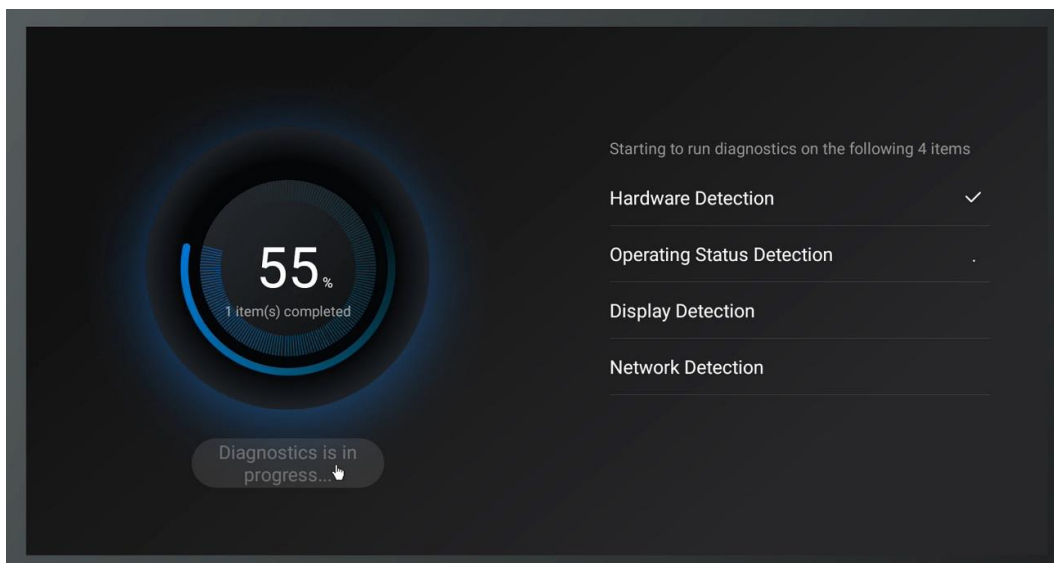 55%
1 item(s) completed
Diagnostics is in
progress...
Starting to run diagnostics on the following 4 items
Hardware Detection
Operating Status Detection
Display Detection
Network Detection